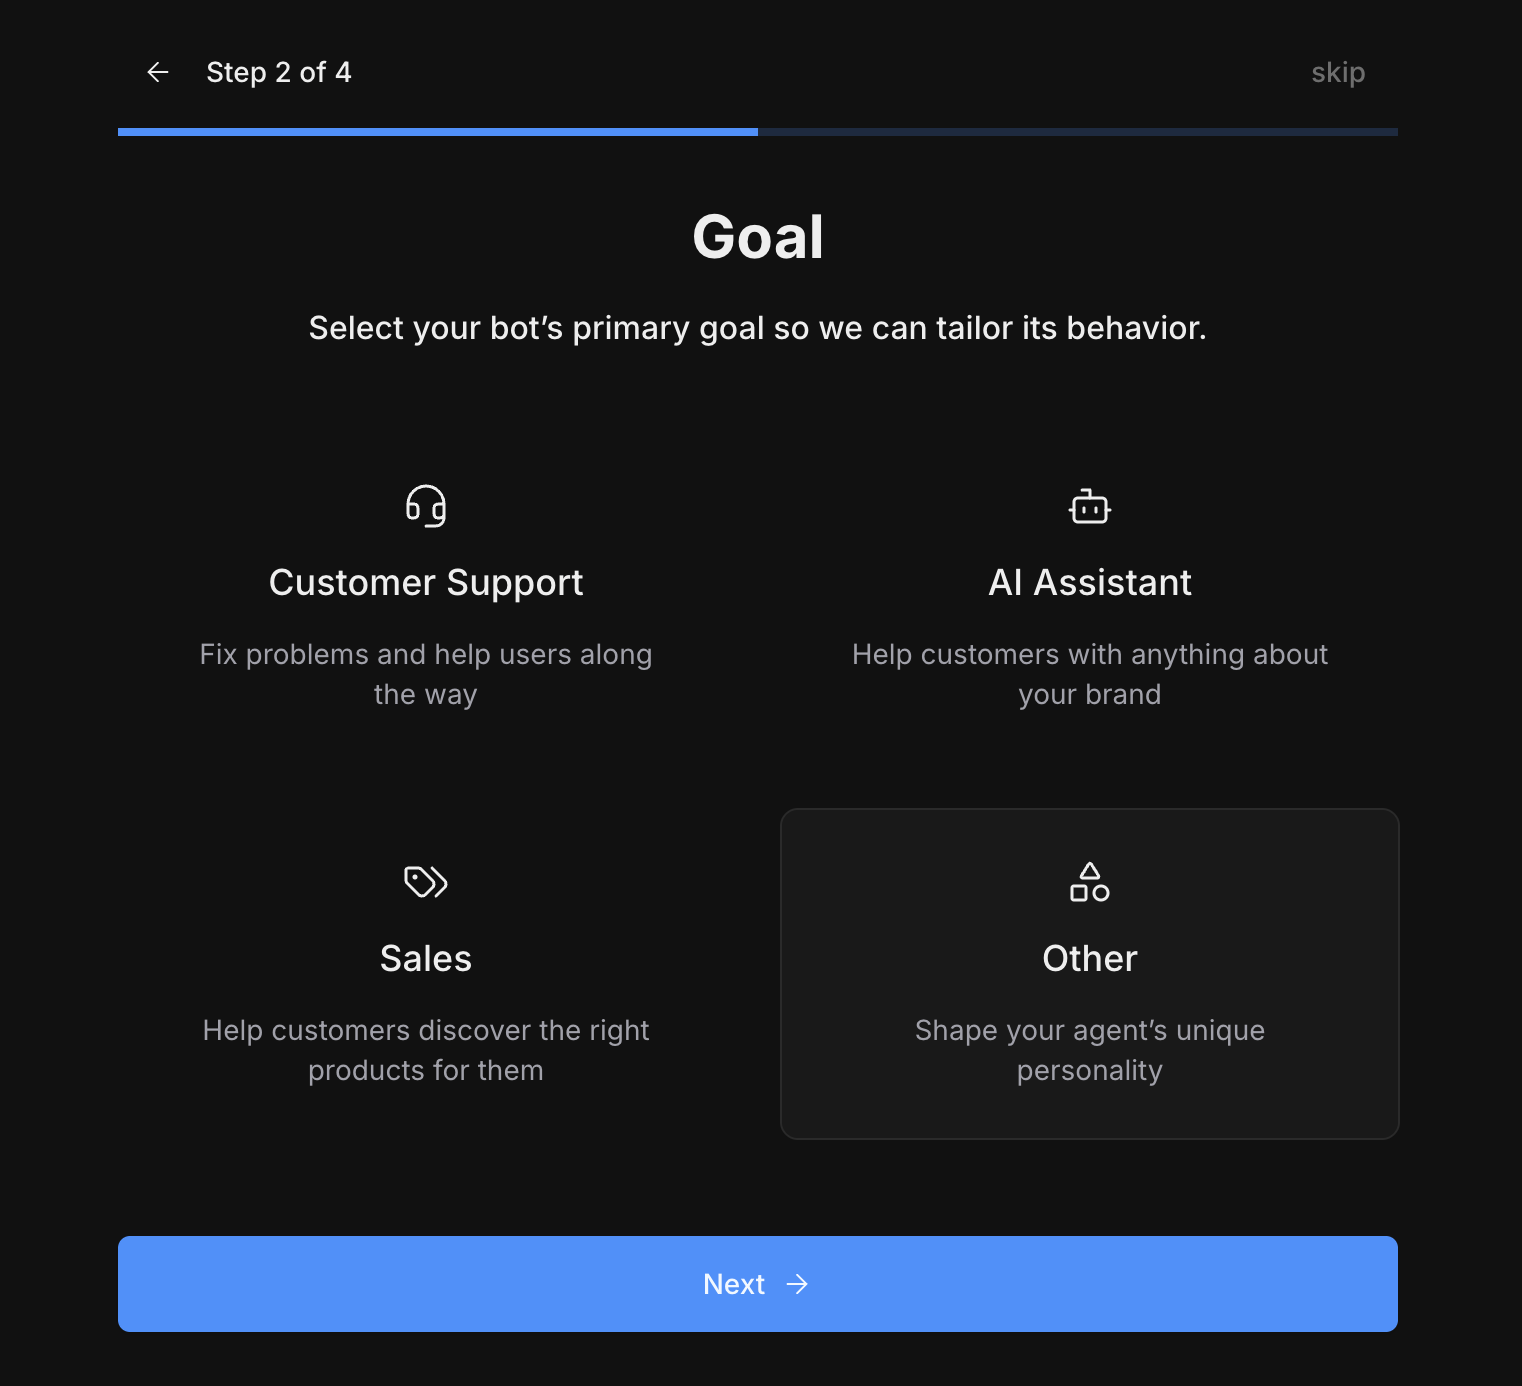 Step 2 of 4
skip
Goal
Select your bot’s primary goal so we can tailor its behavior.
Customer Support
Fix problems and help users along
the way
AI Assistant
Help customers with anything about
your brand
Sales
Help customers discover the right
products for them
Other
Shape your agent’s unique
personality
Next